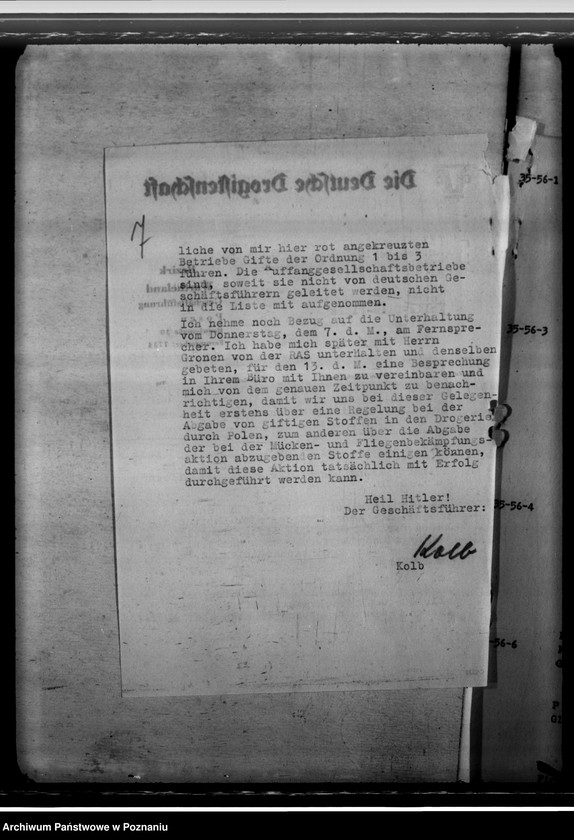 Die Deutsche Drogistenschaft
7
liche von mir hier rot angekreuzten
Betriebe Gifte der Ordnung 1 bis 3
führen. Die uffanggesellschaftsbetriebe
sind, soweit sie nicht von deutschen Ge-
schäftsführern geleitet werden, nicht
in die Liste mit aufgenommen.
Ich nehme noch Bezug auf die Unterhaltung
vom Donnerstag, dem 7. d. M., am Fernspre-
cher. Ich habe mich später mit Herrn
Gronen von der RAS unterhalten und denselben
gebeten, für den 13. d. M. eine Besprechung
in Ihrem Büro mit Ihnen zu vereinbaren und
mich von dem genauen Zeitpunkt zu benach-
richtigen, damit wir uns bei dieser Gelegen-
heit erstens über eine Regelung bei der
Abgabe von giftigen Stoffen in den Drogerie
durch Polen, zum anderen über die Abgabe
der bei der Mücken- und Fliegenbekämpfungs-
aktion abzugebenden Stoffe einigen können,
damit diese Aktion tatsächlich mit Erfolg
durchgeführt werden kann.
Heil Hitler!
Der Geschäftsführer:
Kolb
Kolb
35-56-1
35-56-3
35-56-4
-56-6
Archiwum Państwowe w Poznaniu